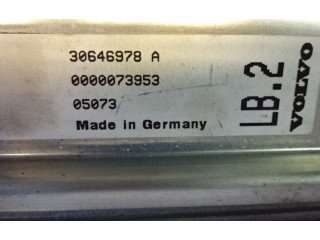 30646978 A
0000073953
05073
Made in Germany
LB.2
VOLVO